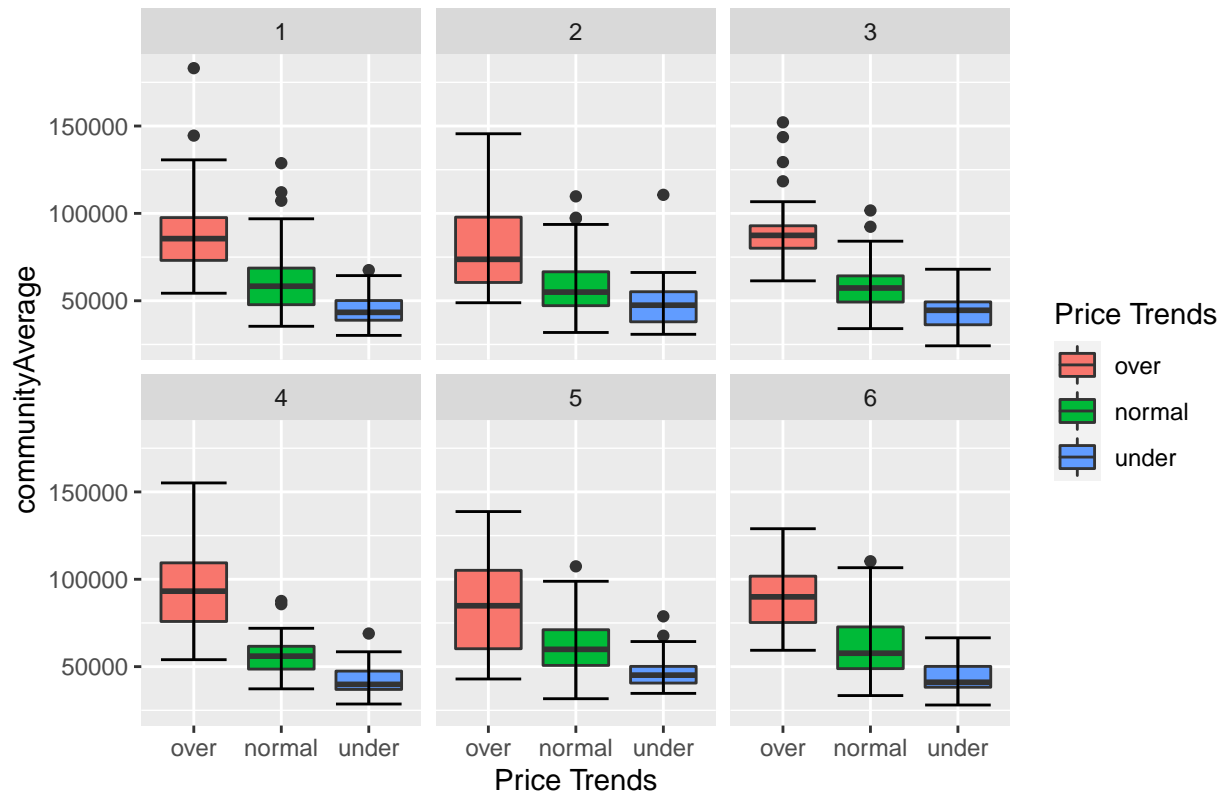 1 2 3
150000
100000
50000
4 5 6
150000
100000
50000
over normal under over normal under over normal under
Price Trends
communityAverage
Price Trends
over
normal
under